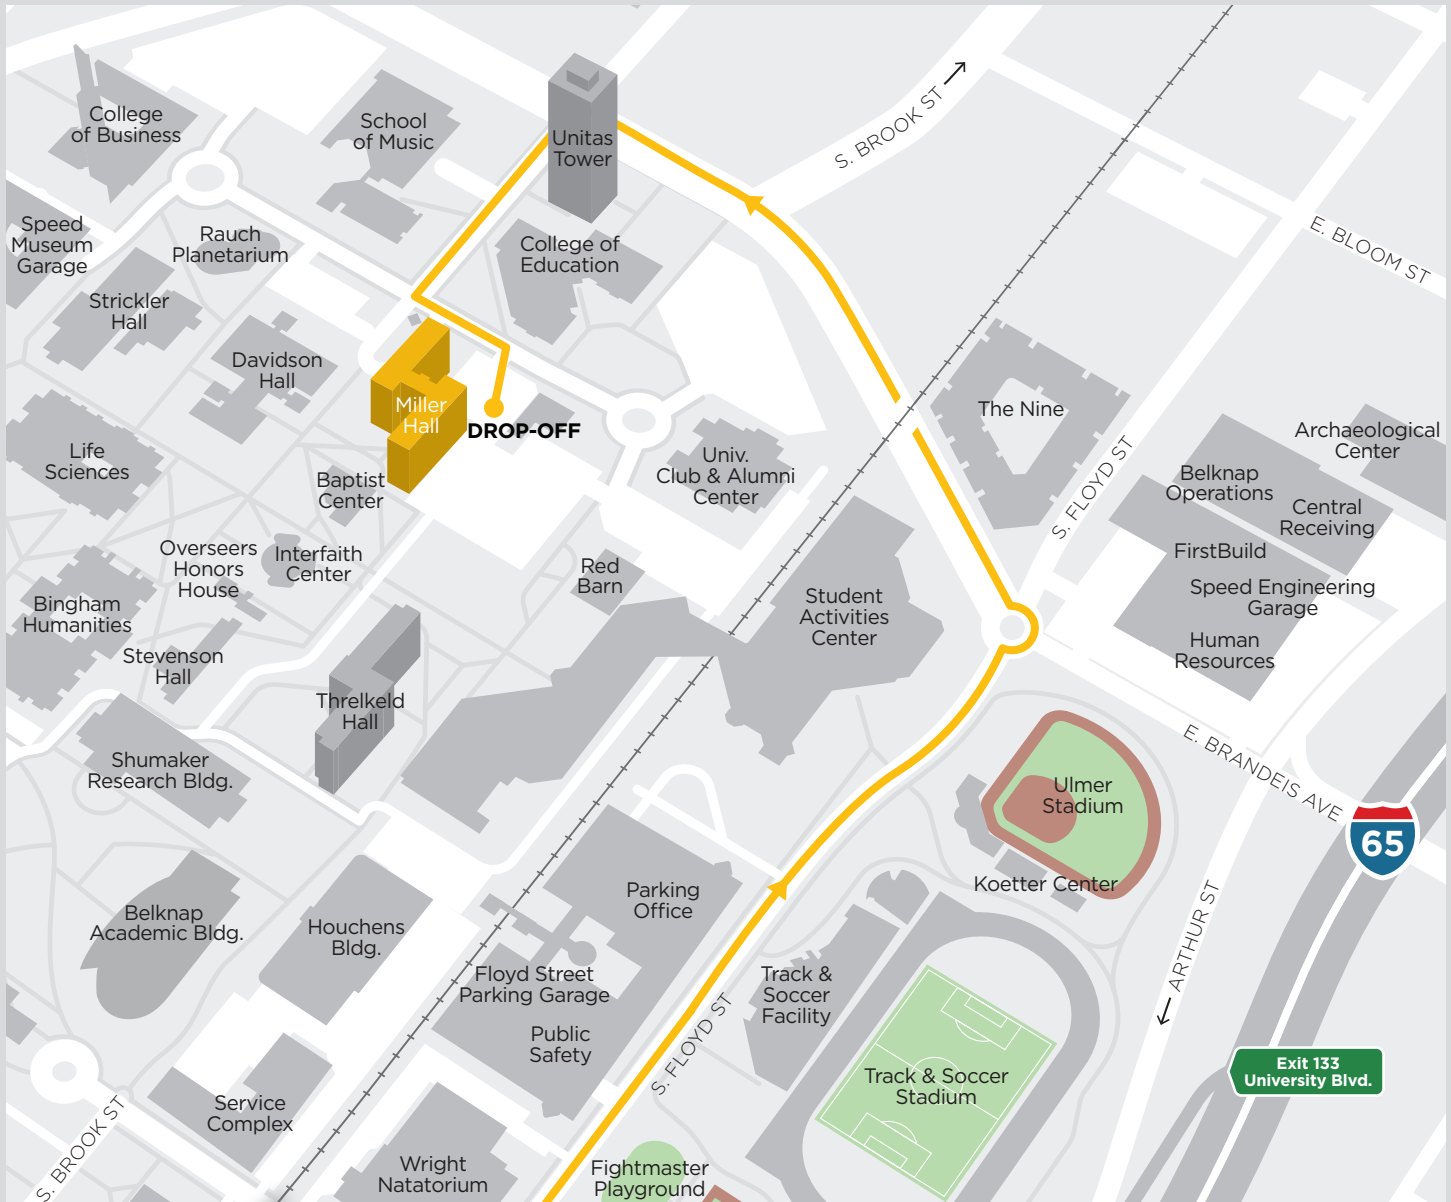 College
of Business
School
of Music
Unitas
Tower
S. BROOK ST
E. BLOOM ST
Speed
Museum
Garage
Rauch
Planetarium
College of
Education
Strickler
Hall
Davidson
Hall
Miller
Hall
DROP-OFF
The Nine
Archaeological
Center
Life
Sciences
Baptist
Center
Univ.
Club & Alumni
Center
S. FLOYD ST
Belknap
Operations
Central
Receiving
FirstBuild
Speed Engineering
Garage
Human
Resources
Overseers
Honors
House
Interfaith
Center
Red
Barn
Student
Activities
Center
Bingham
Humanities
Stevenson
Hall
Threlkeld
Hall
Shumaker
Research Bldg.
E. BRANDEIS AVE
Ulmer
Stadium
65
Koetter Center
Parking
Office
Belknap
Academic Bldg.
Houchens
Bldg.
Floyd Street
Parking Garage
Public
Safety
Track &
Soccer
Facility
S. FLOYD ST
ARTHUR ST
Exit 133
University Blvd.
Track & Soccer
Stadium
Service
Complex
S. BROOK ST
Wright
Natatorium
Fightmaster
Playground